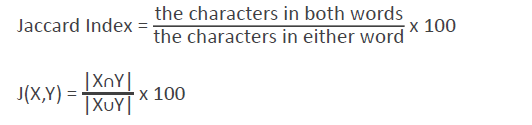 Jaccard Index = the characters in both words / the characters in either word x 100
J(X,Y) = |X∩Y| / |X∪Y| x 100